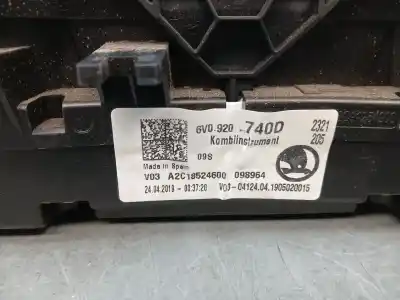 6V0 920 740D 2321
Kombiinstrument 205
09S
Made in Spain
V03 A2C18524600 098964
24.04.2019 - 00:37:20 V03-04124.04.1905020015